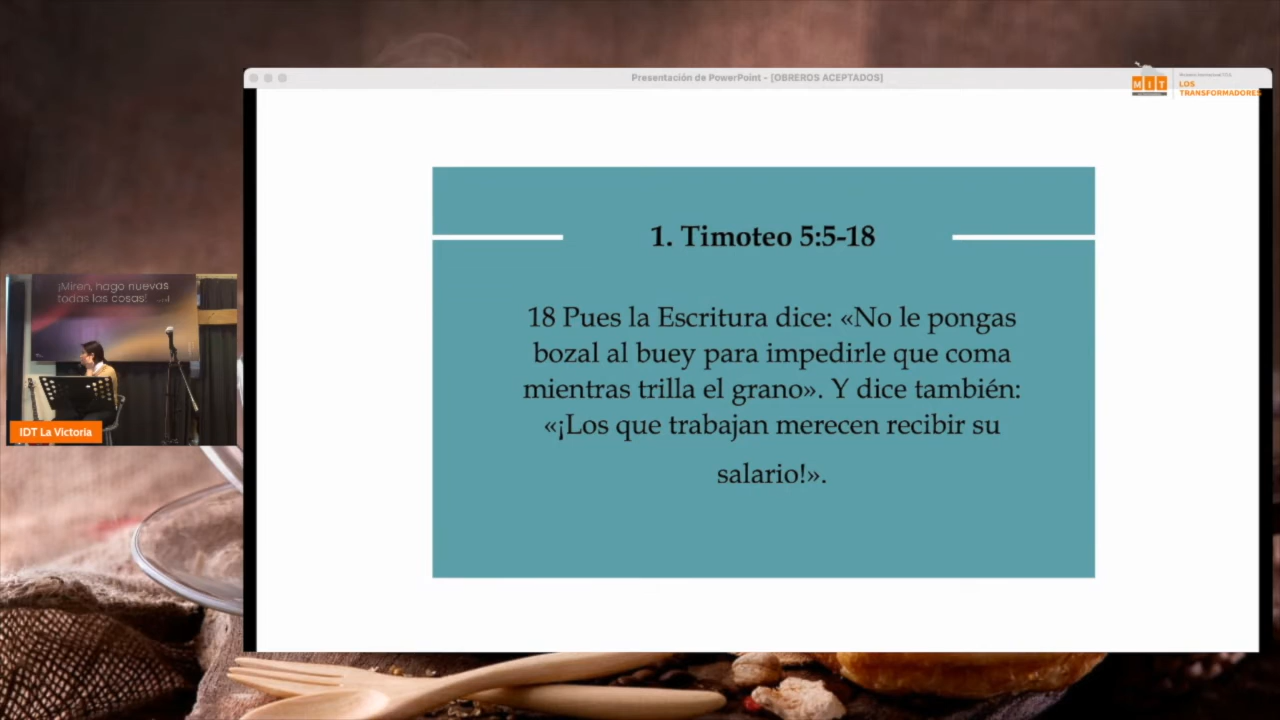 Presentación de PowerPoint - [OBREROS ACEPTADOS]
MIT
LOS
TRANSFORMADORES
1. Timoteo 5:5-18
18 Pues la Escritura dice: «No le pongas
bozal al buey para impedirle que coma
mientras trilla el grano». Y dice también:
«¡Los que trabajan merecen recibir su
salario!».
¡Miren, hago nuevas
todas las cosas!
IDT La Victoria